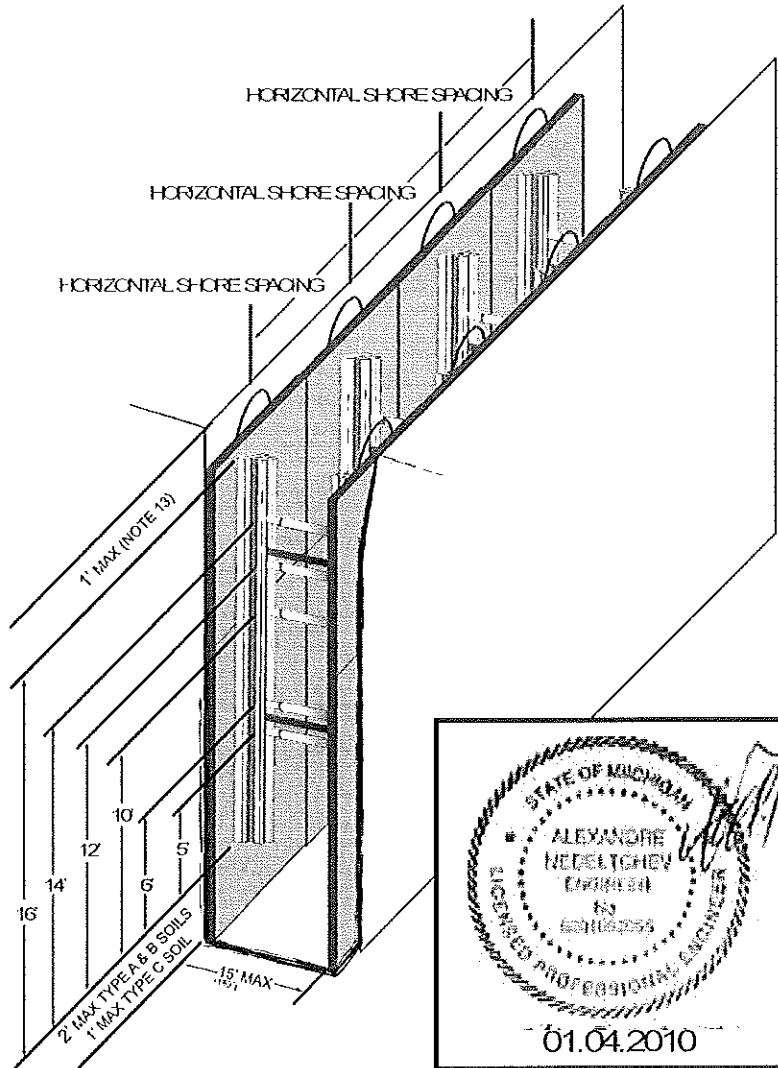 HORIZONTAL SHORE SPACING
HORIZONTAL SHORE SPACING
HORIZONTAL SHORE SPACING
1' MAX (NOTE 13)
16'
14'
12'
10'
6'
5'
2' MAX TYPE A & B SOILS
1' MAX TYPE C SOIL
15' MAX
STATE OF MICHIGAN
ALEXANDRE
NEDELTCHEV
ENGINEER
No
LICENSED PROFESSIONAL ENGINEER
01.04.2010